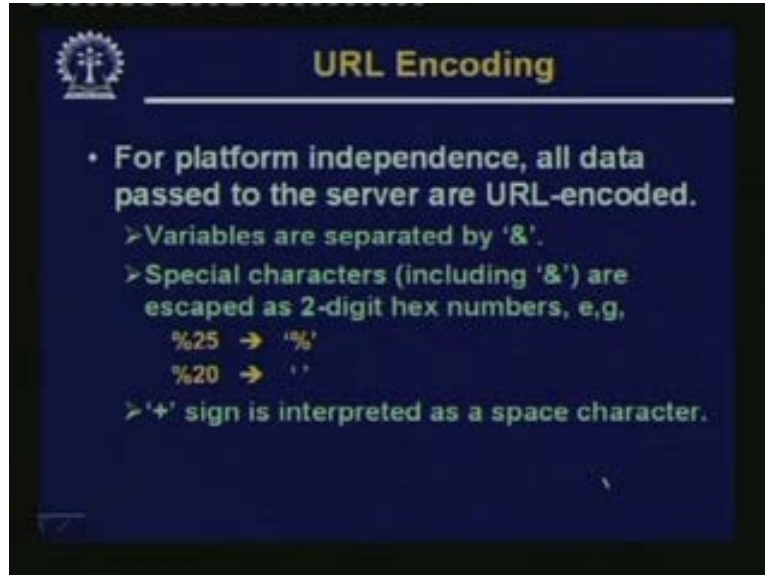 URL Encoding
• For platform independence, all data
passed to the server are URL-encoded.
➢Variables are separated by ‘&’.
➢Special characters (including ‘&’) are
escaped as 2-digit hex numbers, e,g,
%25 ➔ ‘%’
%20 ➔ ‘ ’
➢‘+’ sign is interpreted as a space character.